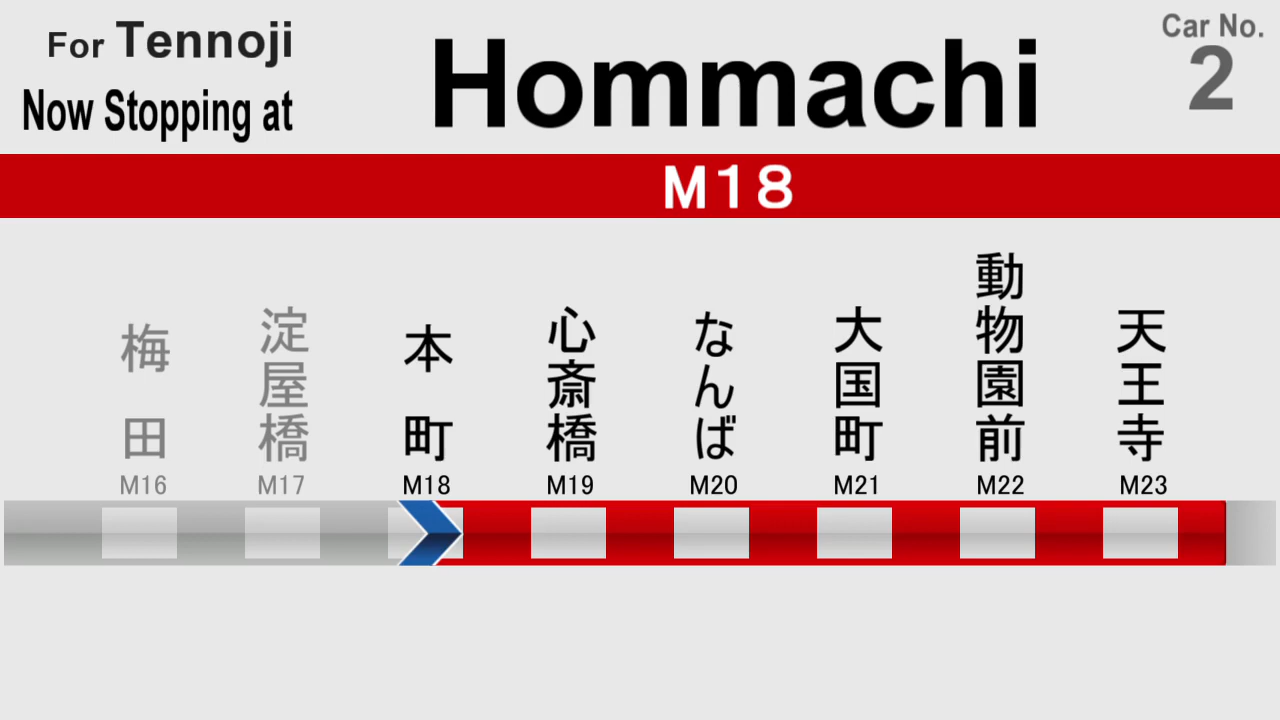 For Tennoji
Now Stopping at
Hommachi
Car No.
2
M18
梅田
淀屋橋
本町
心斎橋
なんば
大国町
動物園前
天王寺
M16
M17
M18
M19
M20
M21
M22
M23